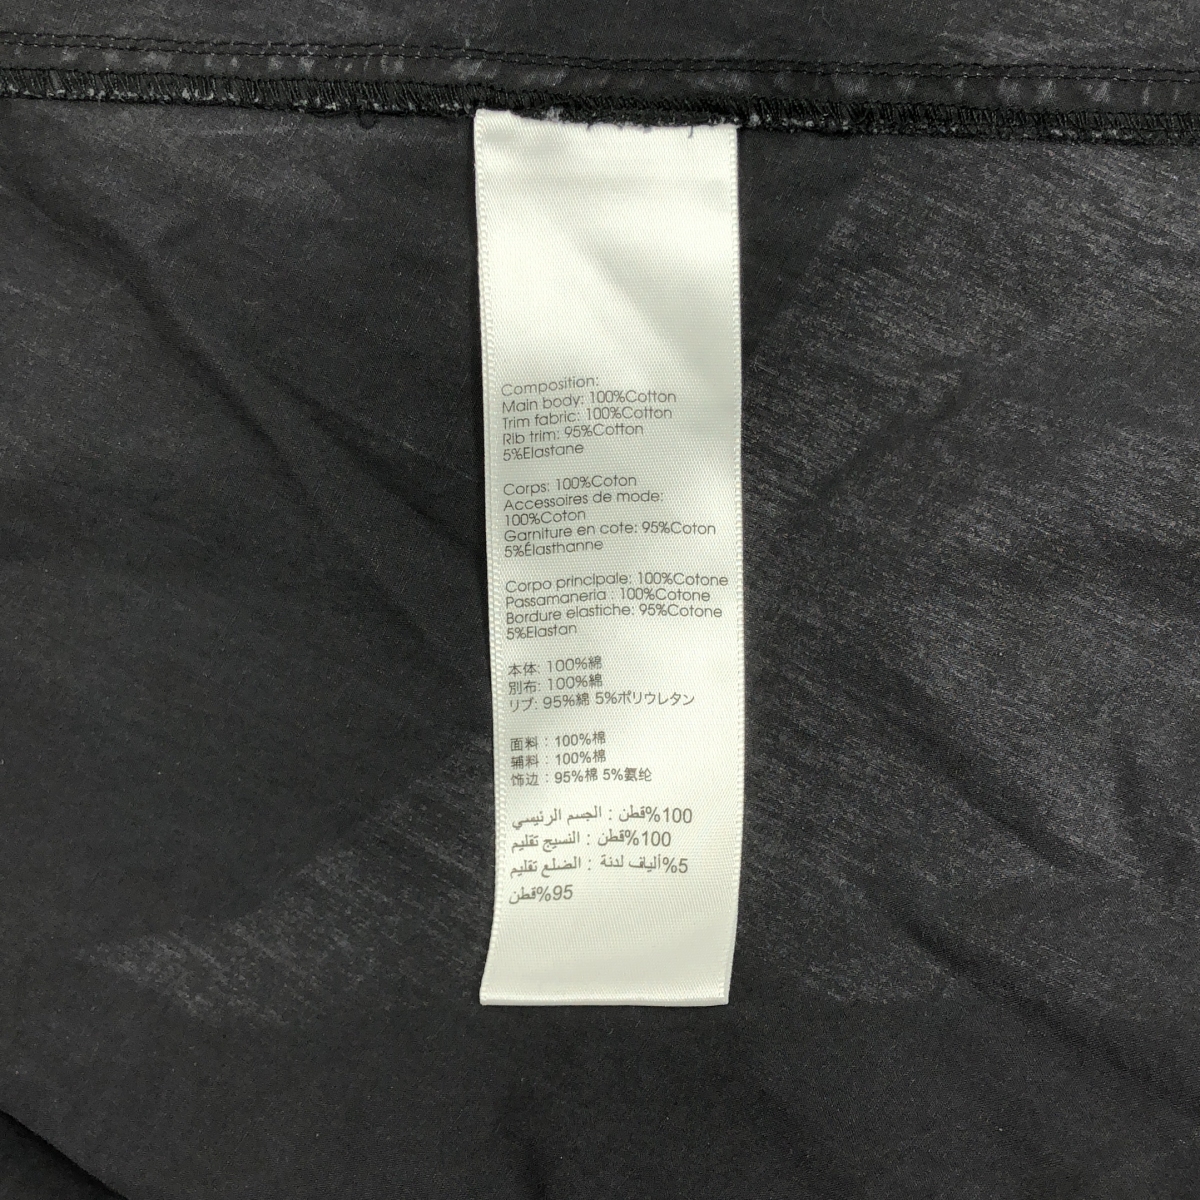 Composition:
Main body: 100%Cotton
Trim fabric: 100%Cotton
Rib trim: 95%Cotton
5%Elastane
Corps: 100%Coton
Accessoires de mode:
100%Coton
Garniture en cote: 95%Coton
5%Élasthanne
Corpo principale: 100%Cotone
Passamaneria : 100%Cotone
Bordure elastiche: 95%Cotone
5%Elastan
本体: 100%綿
別布: 100%綿
リブ: 95%綿 5%ポリウレタン
面料 : 100%棉
辅料 : 100%棉
饰边 : 95%棉 5%氨纶
100%قطن : الجسم الرئيسي
100%قطن : النسيج تقليم
5%ألياف لدنة : الضلع تقليم
95%قطن